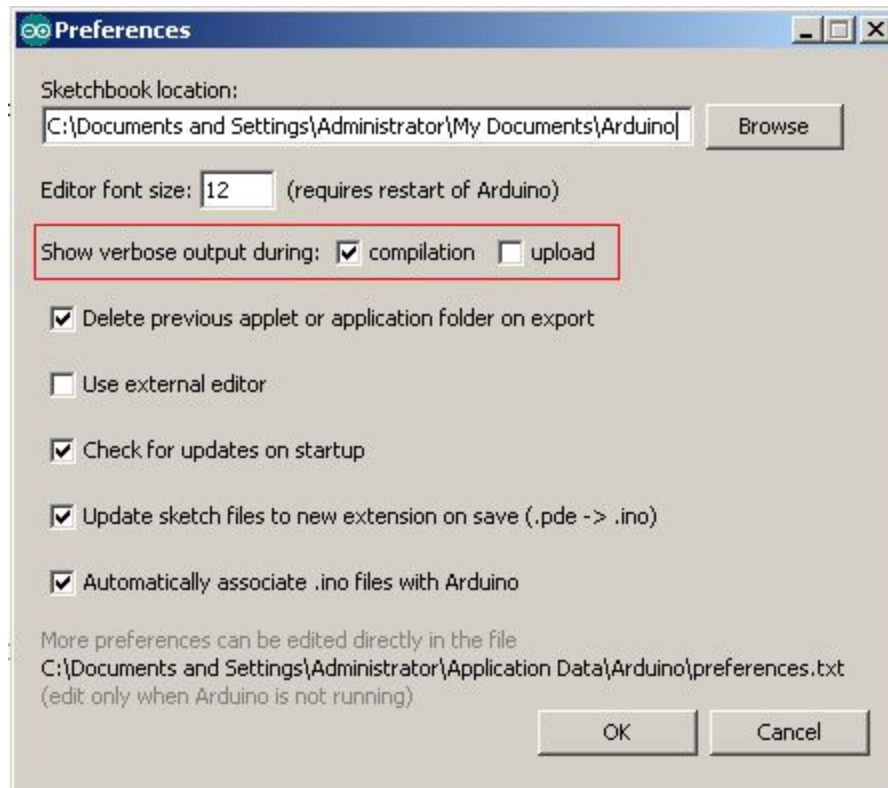 Preferences
Sketchbook location:
C:\Documents and Settings\Administrator\My Documents\Arduino
Browse
Editor font size: 12 (requires restart of Arduino)
Show verbose output during: compilation upload
Delete previous applet or application folder on export
Use external editor
Check for updates on startup
Update sketch files to new extension on save (.pde -> .ino)
Automatically associate .ino files with Arduino
More preferences can be edited directly in the file
C:\Documents and Settings\Administrator\Application Data\Arduino\preferences.txt
(edit only when Arduino is not running)
OK Cancel